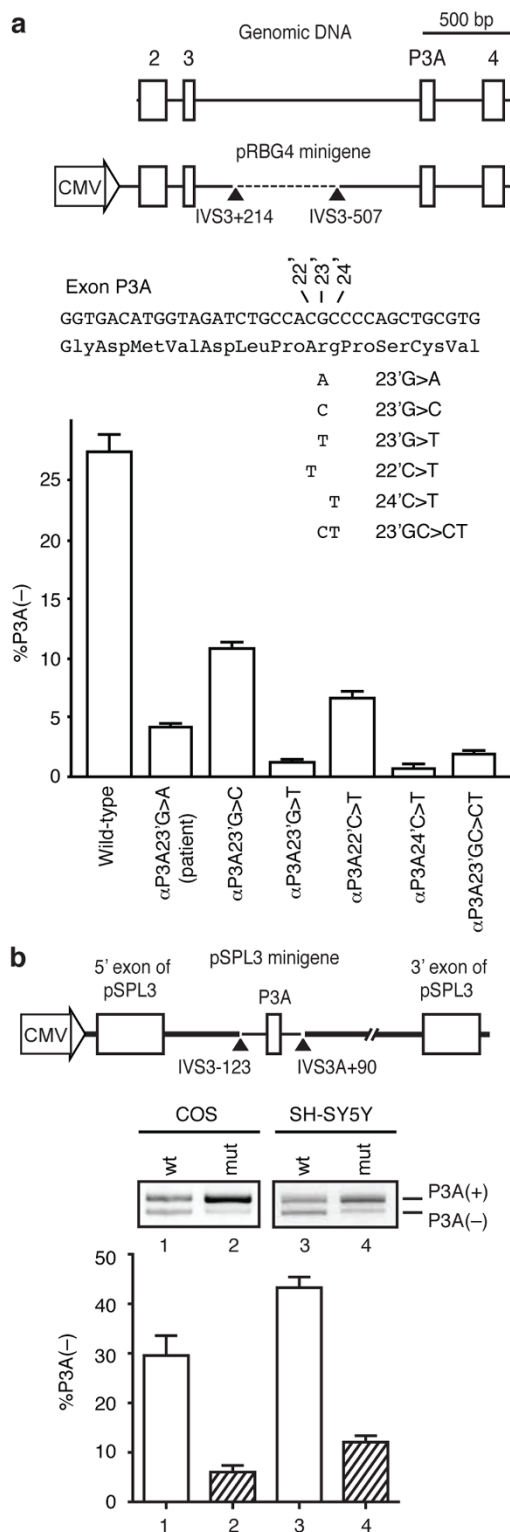 a
500 bp
Genomic DNA
2 3 P3A 4
pRBG4 minigene
CMV
IVS3+214 IVS3-507
22' 23' 24'
Exon P3A
GGTGACATGGTAGATCTGCCACGCCCCAGCTGCGTG
GlyAspMetValAspLeuProArgProSerCysVal
A 23'G>A
C 23'G>C
T 23'G>T
T 22'C>T
T 24'C>T
CT 23'GC>CT
%P3A(–)
25
20
15
10
5
0
Wild-type
αP3A23'G>A
(patient)
αP3A23'G>C
αP3A23'G>T
αP3A22'C>T
αP3A24'C>T
αP3A23'GC>CT
b
pSPL3 minigene
5' exon of
pSPL3
P3A
3' exon of
pSPL3
CMV
IVS3-123 IVS3A+90
COS SH-SY5Y
wt mut wt mut
P3A(+)
P3A(–)
1 2 3 4
%P3A(–)
50
40
30
20
10
0
1 2 3 4